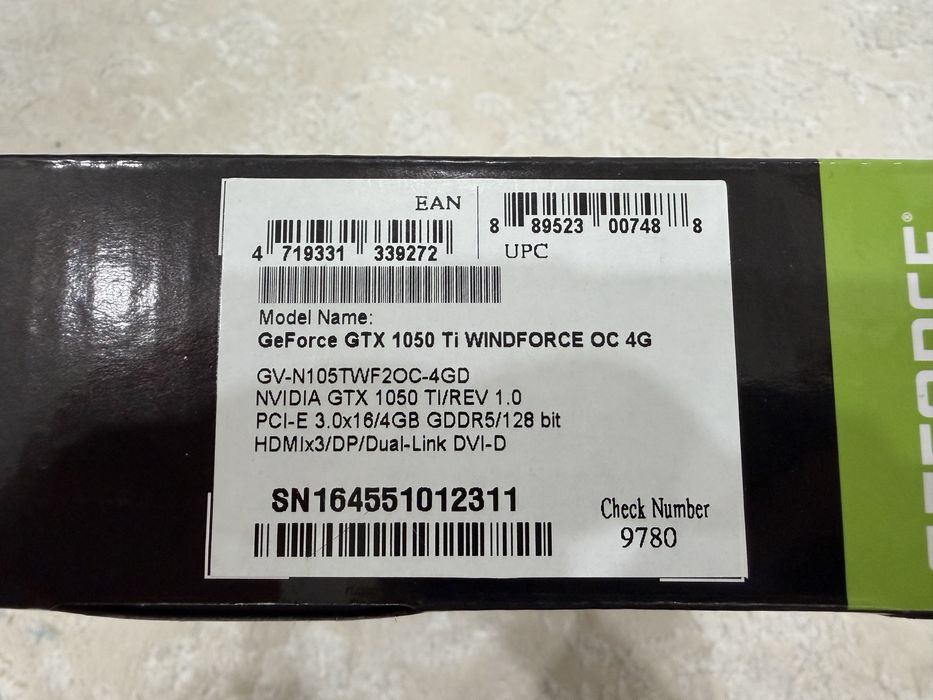 EAN
4 719331 339272
8 89523 00748 8
UPC
Model Name:
GeForce GTX 1050 Ti WINDFORCE OC 4G
GV-N105TWF2OC-4GD
NVIDIA GTX 1050 TI/REV 1.0
PCI-E 3.0x16/4GB GDDR5/128 bit
HDMIx3/DP/Dual-Link DVI-D
SN164551012311
Check Number
9780
GEFORCE®